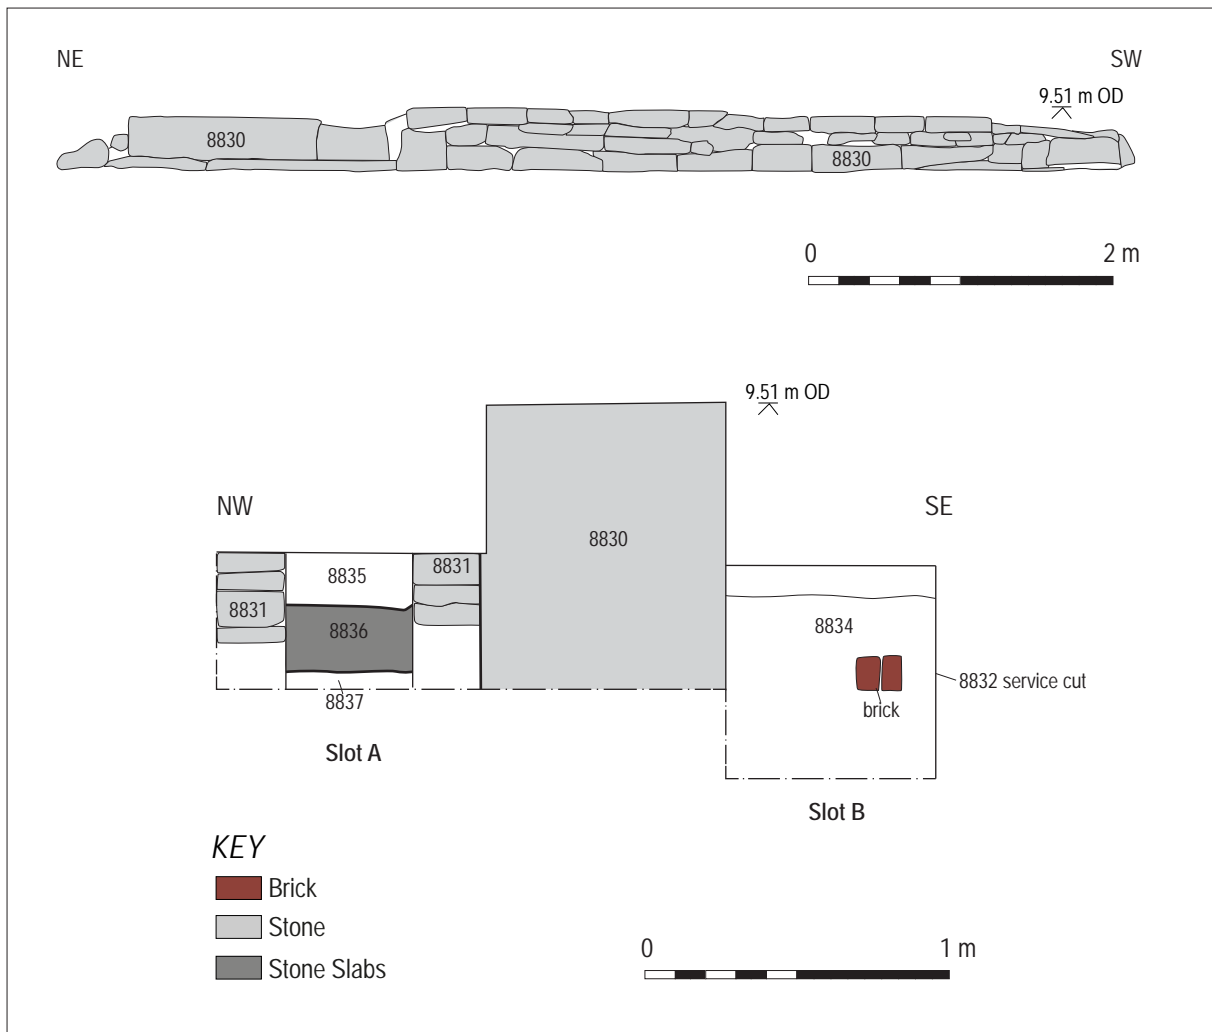 NE
SW
9.51 m OD
8830
8830
0 2 m
9.51 m OD
NW
SE
8830
8831
8835
8831
8836
8834
8832 service cut
8837
brick
Slot A
Slot B
KEY
Brick
Stone
Stone Slabs
0 1 m